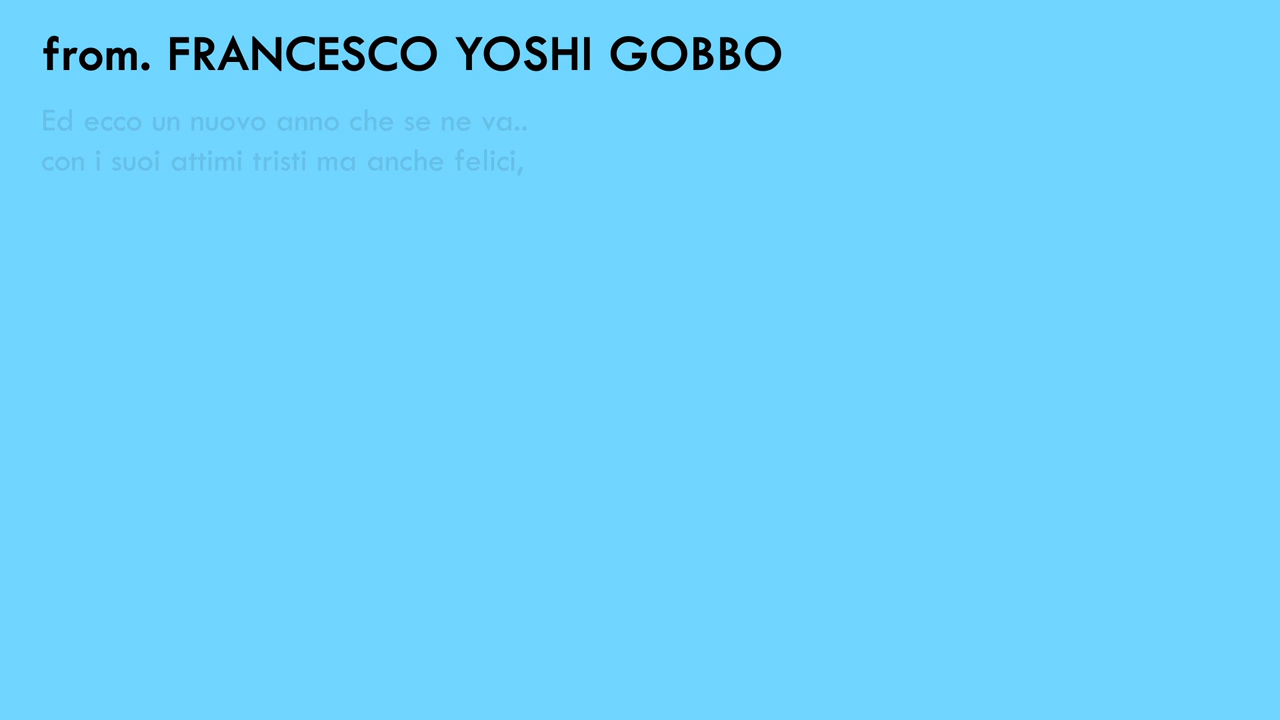 from. FRANCESCO YOSHI GOBBO
Ed ecco un nuovo anno che se ne va..
con i suoi attimi tristi ma anche felici,